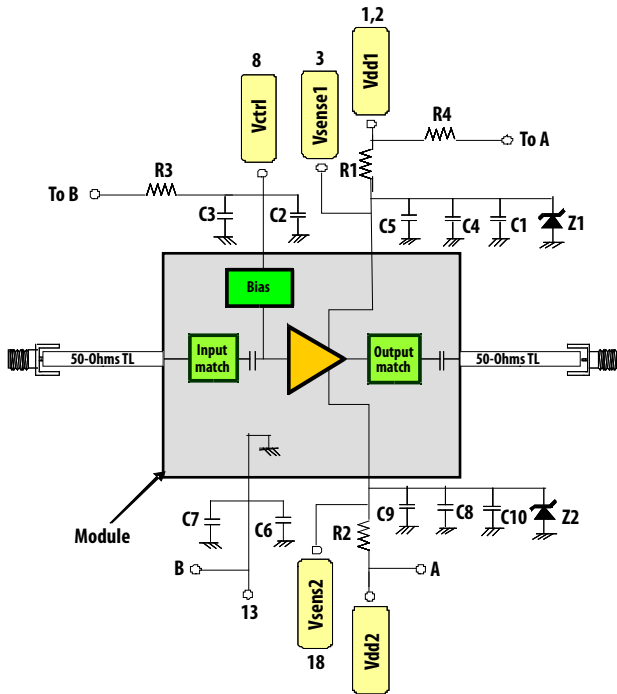 1,2
8
3
Vctrl
Vsense1
Vdd1
R4
To A
R3
R1
To B
C3
C2
C5
C4
C1
Z1
Bias
50-Ohms TL
Input
match
Output
match
50-Ohms TL
Module
C7
C6
C9
C8
C10
Z2
R2
B
A
13
Vsens2
Vdd2
18